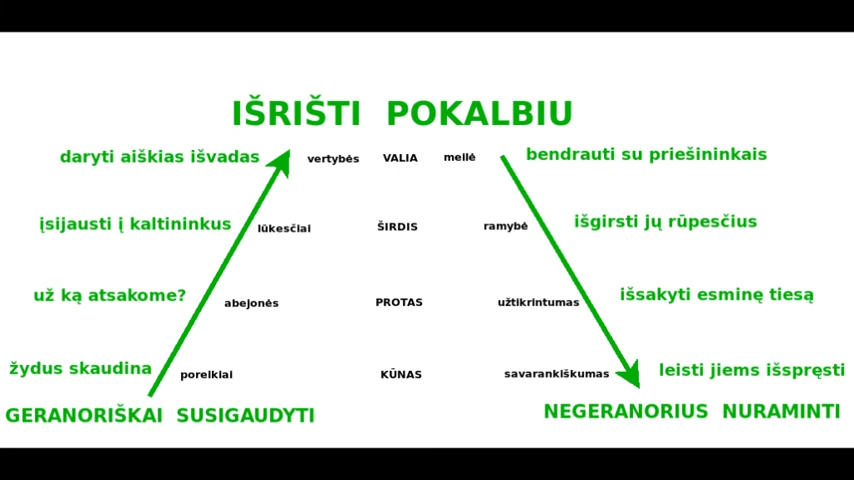 IŠRIŠTI POKALBIU
daryti aiškias išvadas vertybės VALIA meilė bendrauti su priešininkais
įsijausti į kaltininkus lūkesčiai ŠIRDIS ramybė išgirsti jų rūpesčius
už ką atsakome? abejonės PROTAS užtikrintumas išsakyti esminę tiesą
žydus skaudina poreikiai KŪNAS savarankiškumas leisti jiems išspręsti
GERANORIŠKAI SUSIGAUDYTI NEGERANORIUS NURAMINTI